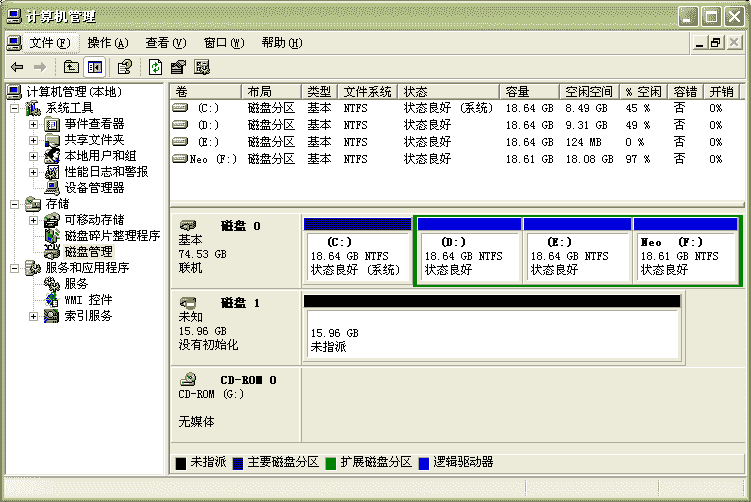 计算机管理
文件(F) 操作(A) 查看(V) 窗口(W) 帮助(H)
计算机管理(本地)
系统工具
事件查看器
共享文件夹
本地用户和组
性能日志和警报
设备管理器
存储
可移动存储
磁盘碎片整理程序
磁盘管理
服务和应用程序
服务
WMI 控件
索引服务
卷 布局 类型 文件系统 状态 容量 空闲空间 % 空闲 容错 开销
(C:) 磁盘分区 基本 NTFS 状态良好 (系统) 18.64 GB 8.49 GB 45 % 否 0%
(D:) 磁盘分区 基本 NTFS 状态良好 18.64 GB 9.31 GB 49 % 否 0%
(E:) 磁盘分区 基本 NTFS 状态良好 18.64 GB 124 MB 0 % 否 0%
Neo (F:) 磁盘分区 基本 NTFS 状态良好 18.61 GB 18.08 GB 97 % 否 0%
磁盘 0
基本
74.53 GB
联机
(C:)
18.64 GB NTFS
状态良好 (系统)
(D:)
18.64 GB NTFS
状态良好
(E:)
18.64 GB NTFS
状态良好
Neo (F:)
18.61 GB NTFS
状态良好
磁盘 1
未知
15.96 GB
没有初始化
15.96 GB
未指派
CD-ROM 0
CD-ROM (G:)
无媒体
未指派 主要磁盘分区 扩展磁盘分区 逻辑驱动器